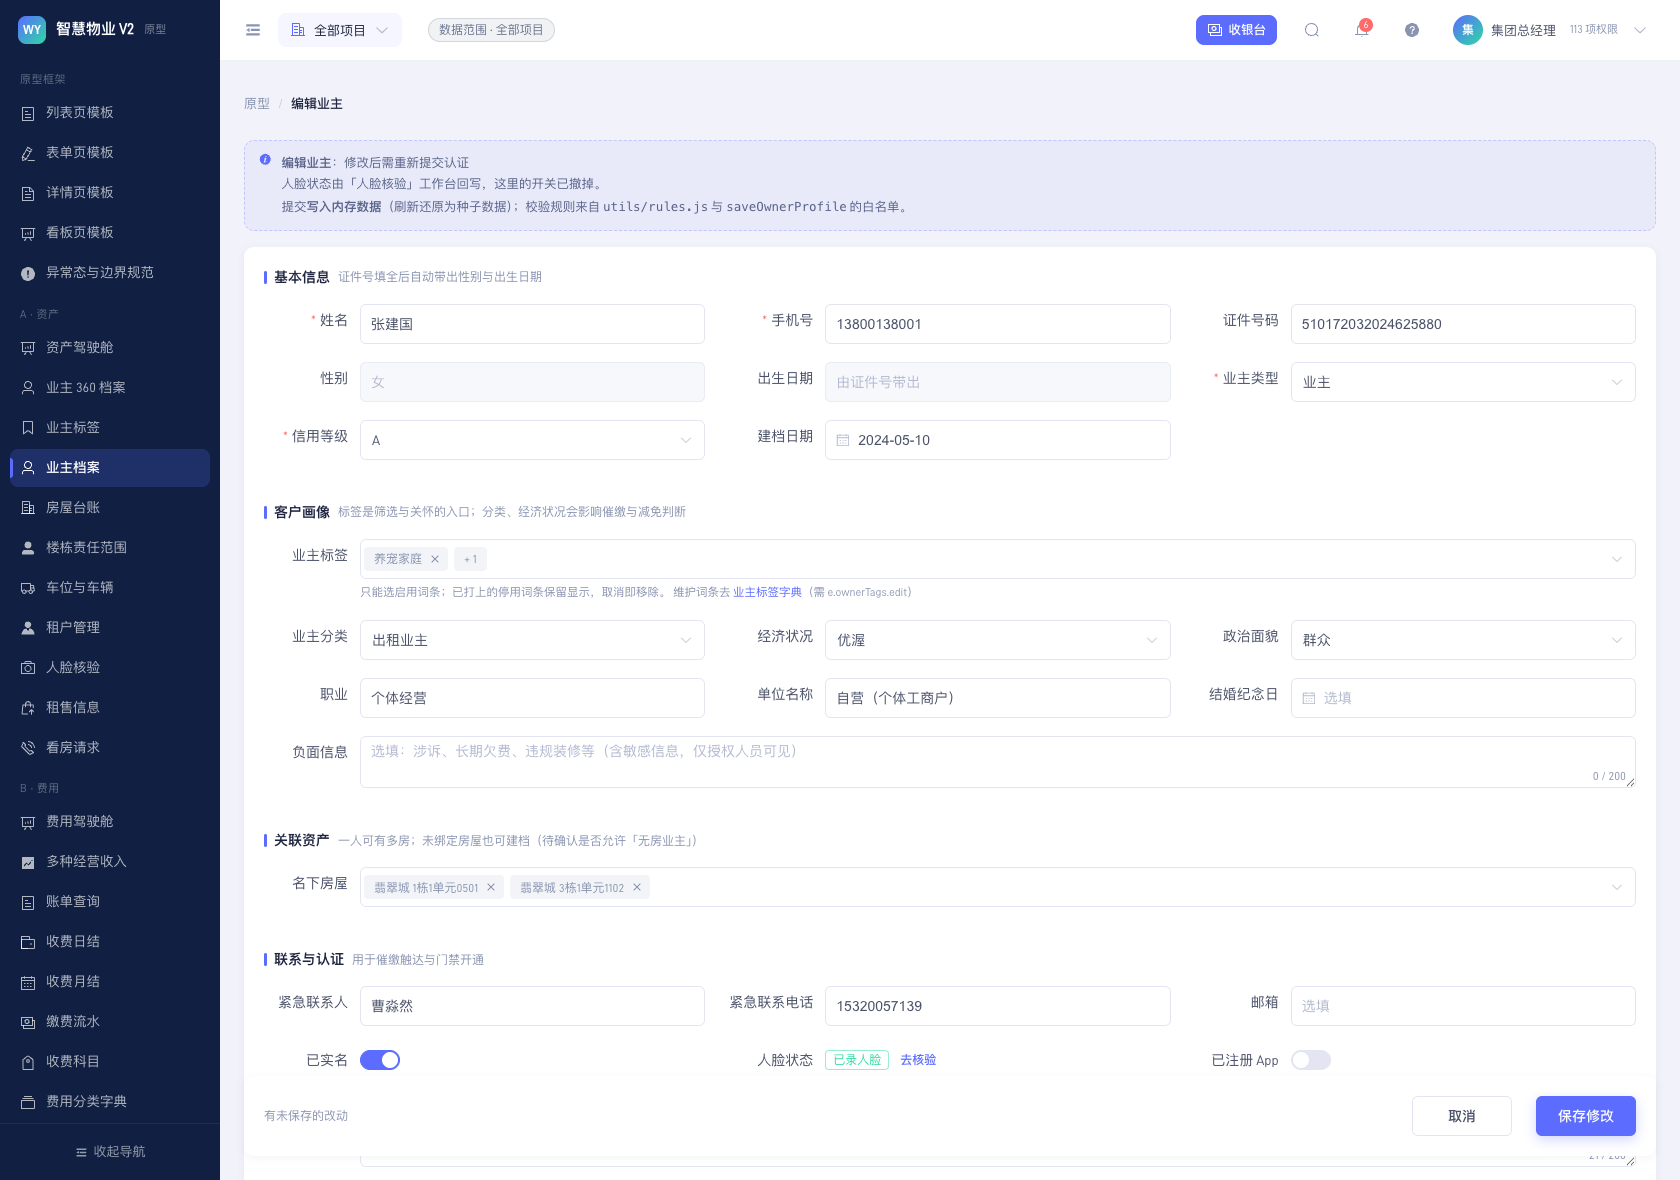 WY 智慧物业 V2 原型
原型框架
列表页模板
表单页模板
详情页模板
看板页模板
异常态与边界规范
A · 资产
资产驾驶舱
业主 360 档案
业主标签
业主档案
房屋台账
楼栋责任范围
车位与车辆
租户管理
人脸核验
租售信息
看房请求
B · 费用
费用驾驶舱
多种经营收入
账单查询
收费日结
收费月结
缴费流水
收费科目
费用分类字典
收起导航
全部项目
数据范围 · 全部项目
收银台
6
集 集团总经理 113 项权限
原型 / 编辑业主
编辑业主：修改后需重新提交认证
人脸状态由「人脸核验」工作台回写，这里的开关已撤掉。
提交写入内存数据（刷新还原为种子数据）；校验规则来自 utils/rules.js 与 saveOwnerProfile 的白名单。
基本信息 证件号填全后自动带出性别与出生日期
* 姓名 张建国
* 手机号 13800138001
证件号码 510172032024625880
性别 女
出生日期 由证件号带出
* 业主类型 业主
* 信用等级 A
建档日期 2024-05-10
客户画像 标签是筛选与关怀的入口；分类、经济状况会影响催缴与减免判断
业主标签 养宠家庭 + 1
只能选启用词条；已打上的停用词条保留显示，取消即移除。 维护词条去 业主标签字典（需 e.ownerTags.edit）
业主分类 出租业主
经济状况 优渥
政治面貌 群众
职业 个体经营
单位名称 自营（个体工商户）
结婚纪念日 选填
负面信息 选填：涉诉、长期欠费、违规装修等（含敏感信息，仅授权人员可见）
0 / 200
关联资产 一人可有多房；未绑定房屋也可建档（待确认是否允许「无房业主」）
名下房屋 翡翠城 1栋1单元0501 翡翠城 3栋1单元1102
联系与认证 用于催缴触达与门禁开通
紧急联系人 曹淼然
紧急联系电话 15320057139
邮箱 选填
已实名
人脸状态 已录人脸 去核验
已注册 App
有未保存的改动
取消
保存修改